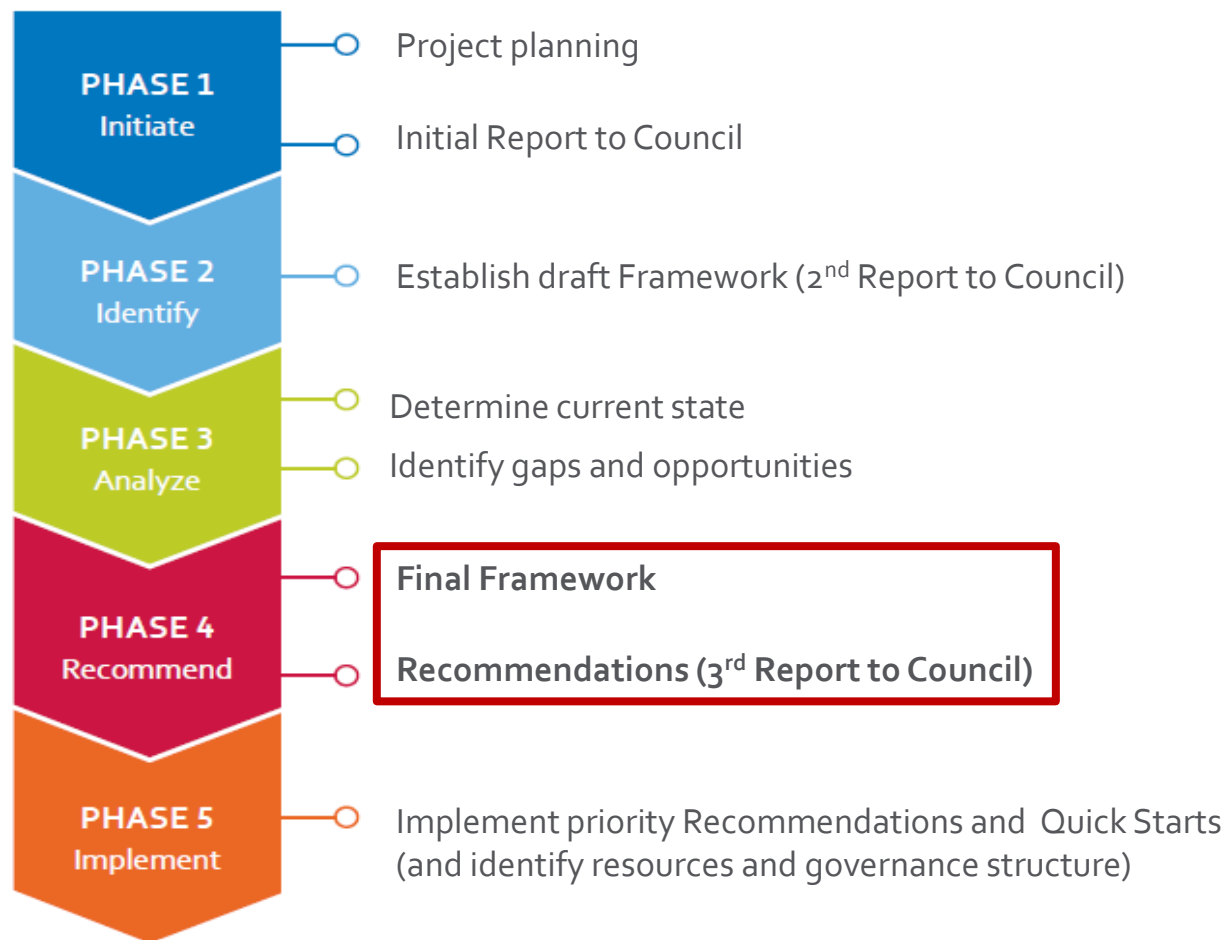 PHASE 1
Initiate
Project planning
Initial Report to Council
PHASE 2
Identify
Establish draft Framework (2nd Report to Council)
PHASE 3
Analyze
Determine current state
Identify gaps and opportunities
PHASE 4
Recommend
Final Framework
Recommendations (3rd Report to Council)
PHASE 5
Implement
Implement priority Recommendations and Quick Starts
(and identify resources and governance structure)